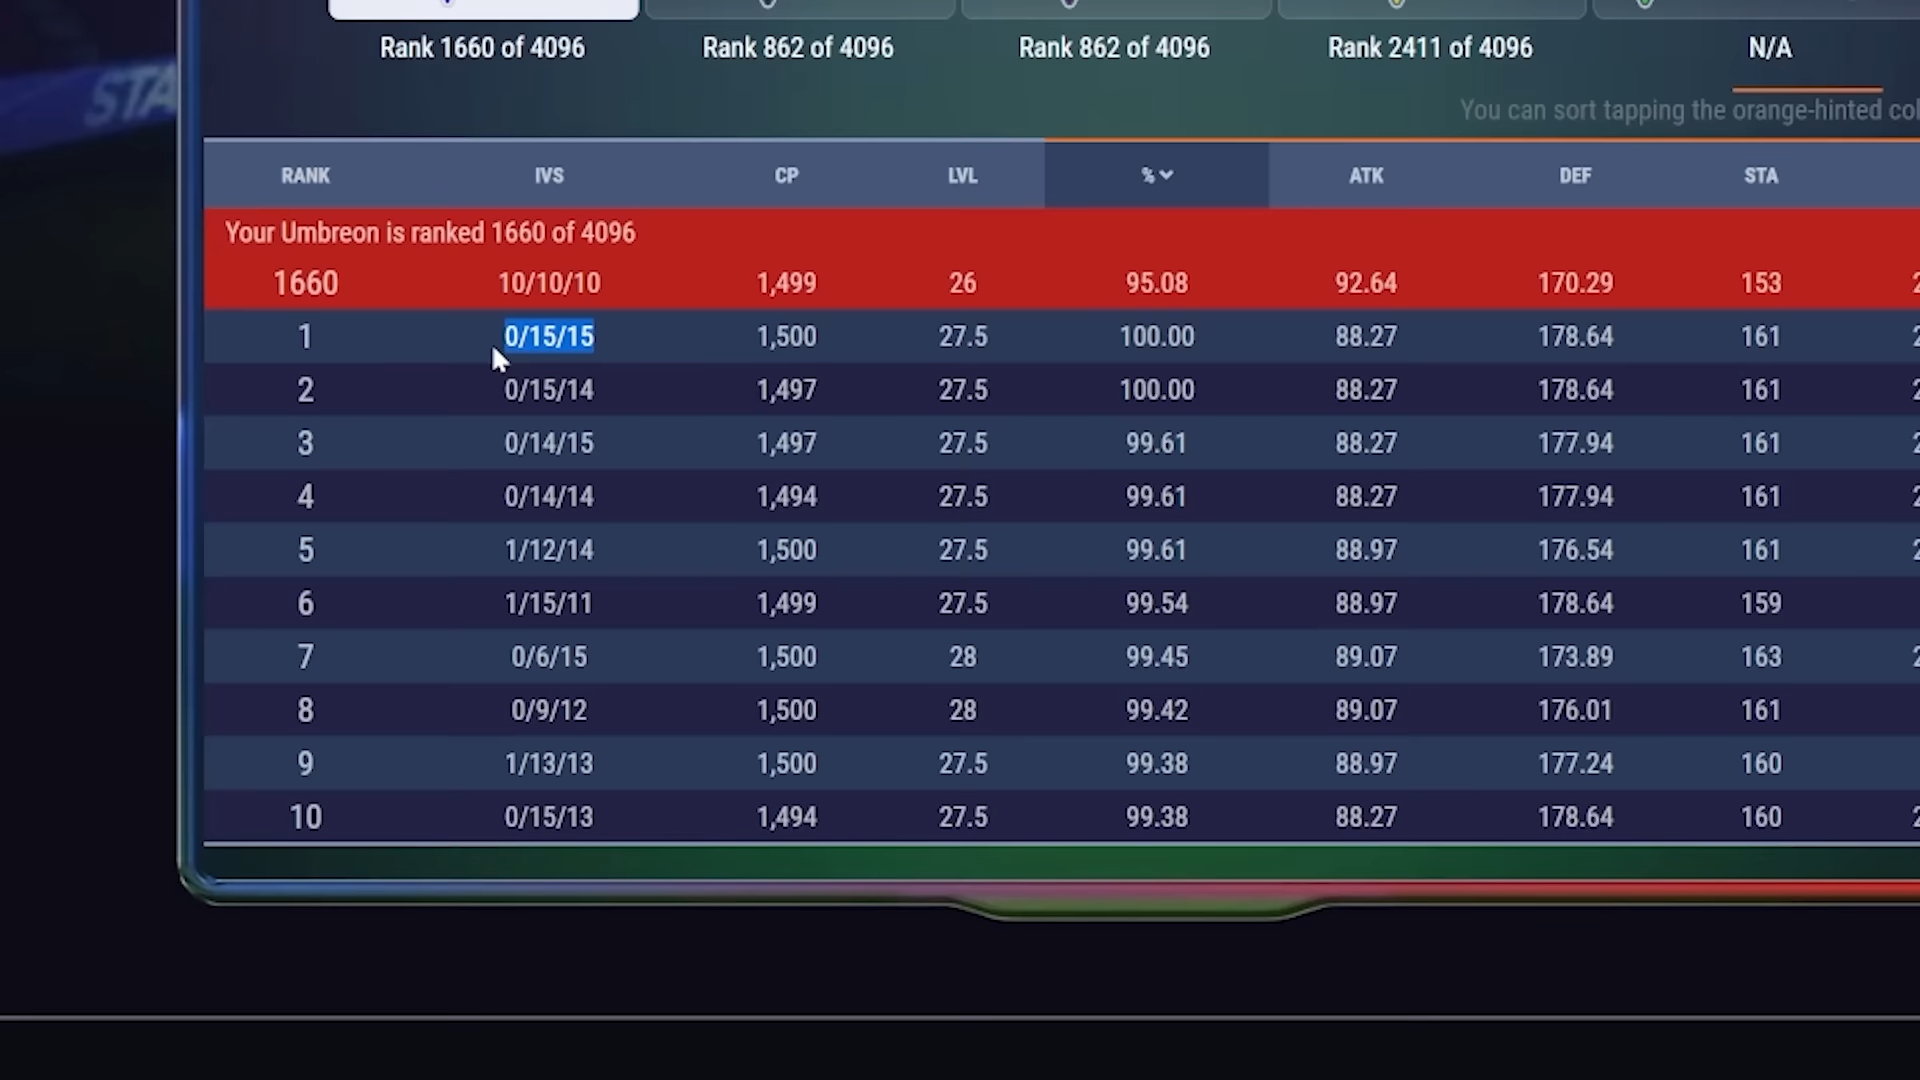 Rank 1660 of 4096 Rank 862 of 4096 Rank 862 of 4096 Rank 2411 of 4096 N/A
STA
You can sort tapping the orange-hinted col
RANK IVS CP LVL % ATK DEF STA
Your Umbreon is ranked 1660 of 4096
1660 10/10/10 1,499 26 95.08 92.64 170.29 153 2
1 0/15/15 1,500 27.5 100.00 88.27 178.64 161 2
2 0/15/14 1,497 27.5 100.00 88.27 178.64 161 2
3 0/14/15 1,497 27.5 99.61 88.27 177.94 161 2
4 0/14/14 1,494 27.5 99.61 88.27 177.94 161 2
5 1/12/14 1,500 27.5 99.61 88.97 176.54 161 2
6 1/15/11 1,499 27.5 99.54 88.97 178.64 159
7 0/6/15 1,500 28 99.45 89.07 173.89 163 2
8 0/9/12 1,500 28 99.42 89.07 176.01 161
9 1/13/13 1,500 27.5 99.38 88.97 177.24 160
10 0/15/13 1,494 27.5 99.38 88.27 178.64 160 2